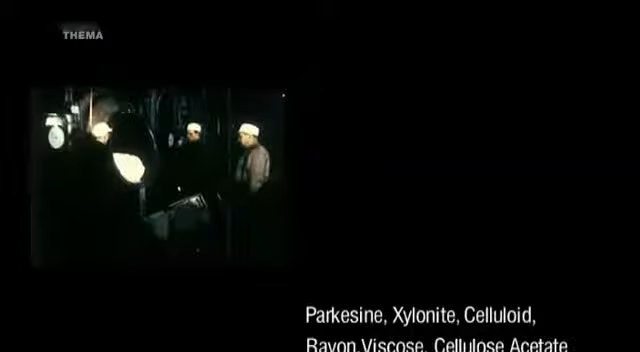 THEMA
Parkesine, Xylonite, Celluloid,
Rayon, Viscose, Cellulose Acetate